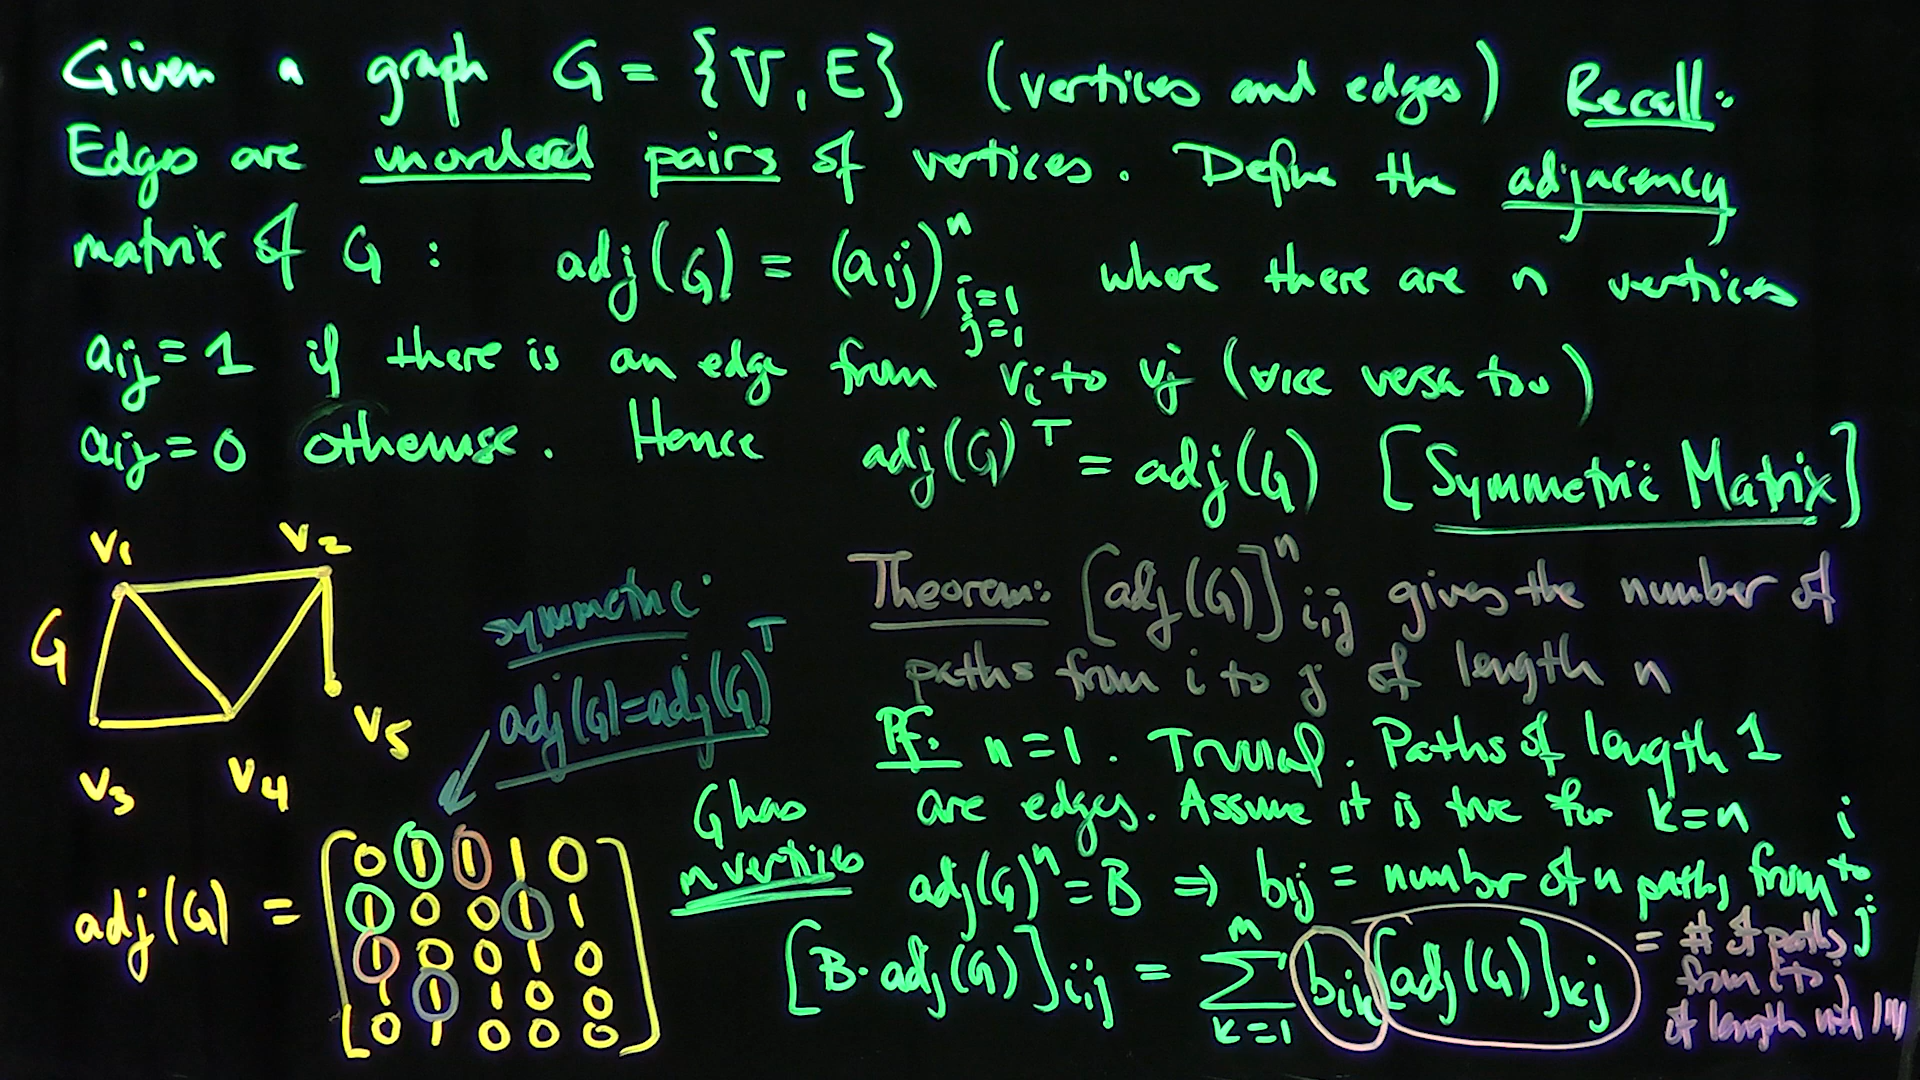 Given a graph G = {V, E} (vertices and edges) Recall:
Edges are unordered pairs of vertices. Define the adjacency
matrix of G : adj(G) = (aij)^n i=1 j=1 where there are n vertices
aij = 1 if there is an edge from vi to vj (vice versa too)
aij = 0 otherwise. Hence adj(G)^T = adj(G) [Symmetric Matrix]
V1 V2
G
V3 V4 V5
symmetric
adj(G)=adj(G)^T
adj(G) =
0 1 1 1 0
1 0 0 1 1
1 0 0 1 0
1 1 1 0 0
0 1 0 0 0
Theorem: [adj(G)]^n i,j gives the number of
paths from i to j of length n
Pf. n=1. Trivial. Paths of length 1
are edges. Assume it is true for k=n
G has
m vertices
adj(G)^n = B ⇒ bij = number of n paths from i to j
[B·adj(G)]i,j = ∑ m k=1 bik [adj(G)]kj = # of paths
from i to j
of length